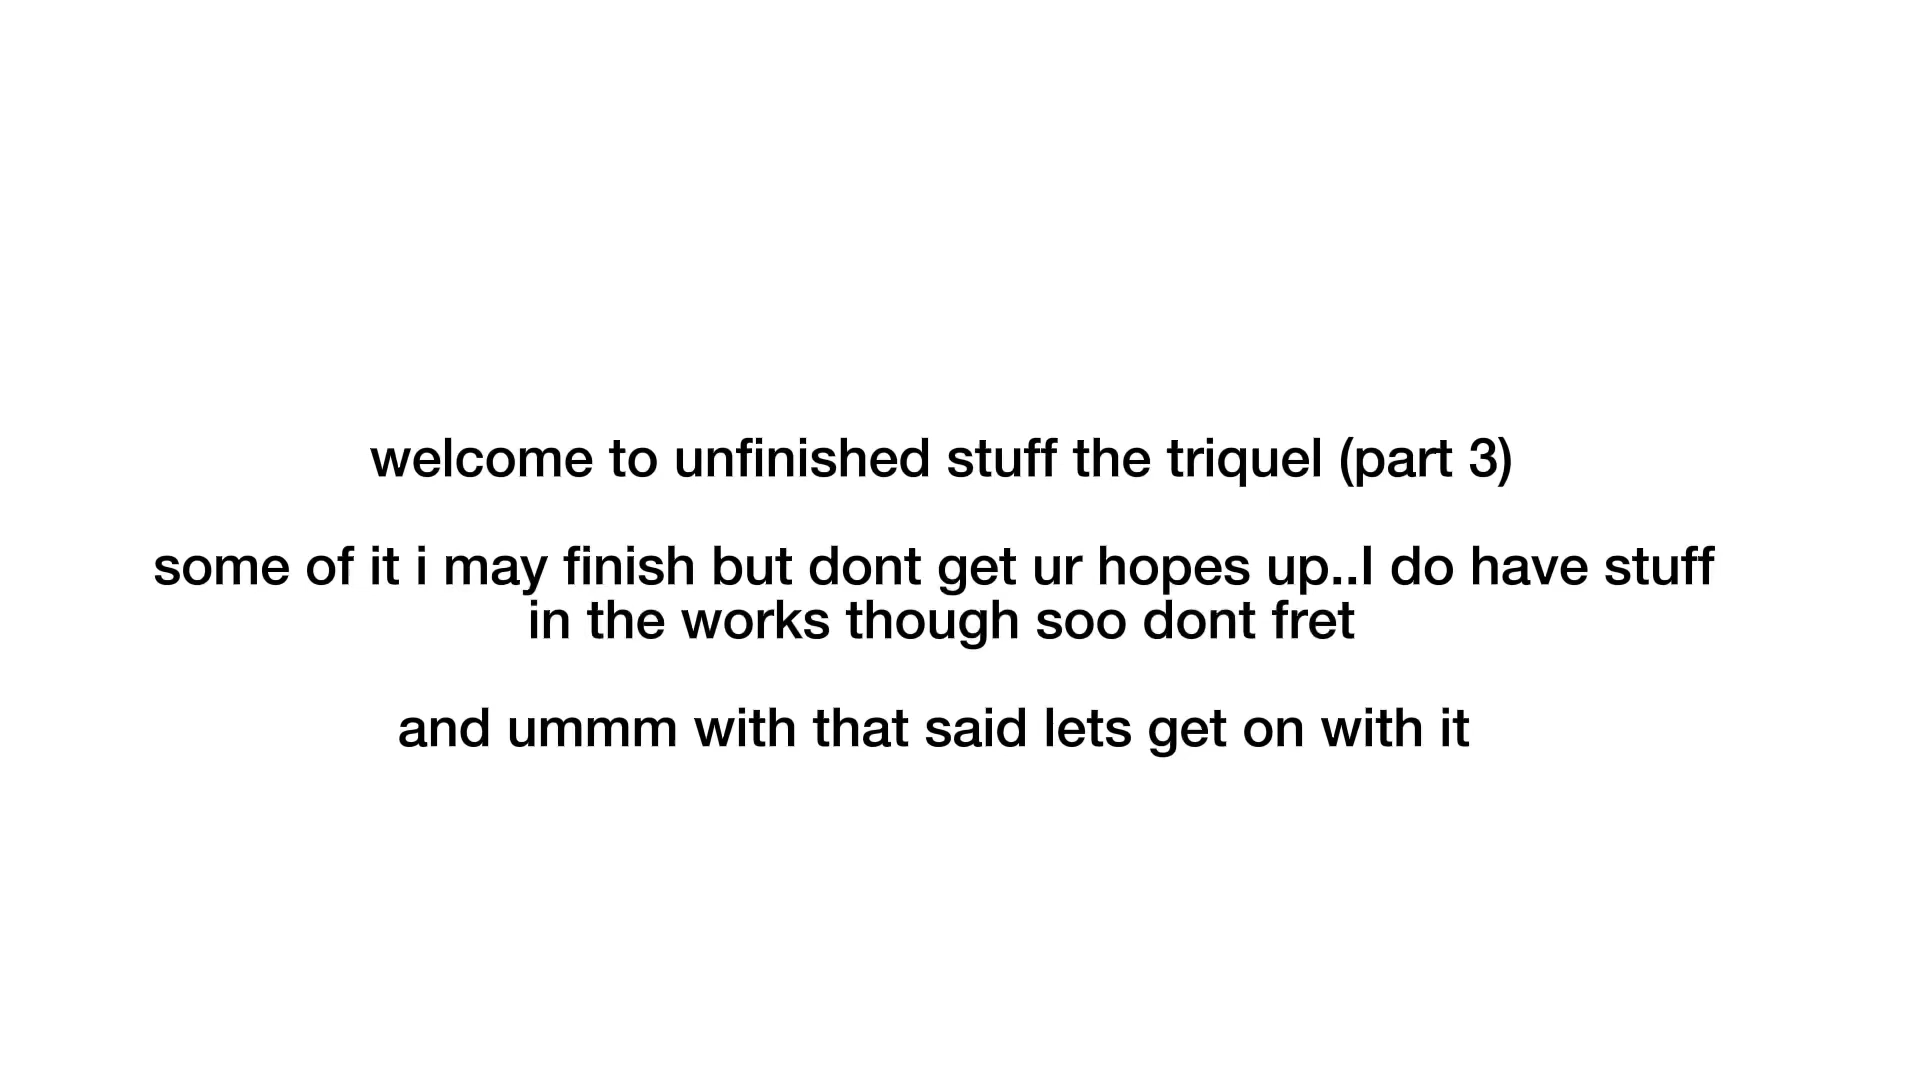 welcome to unfinished stuff the triquel (part 3)
some of it i may finish but dont get ur hopes up..I do have stuff
in the works though soo dont fret
and ummm with that said lets get on with it